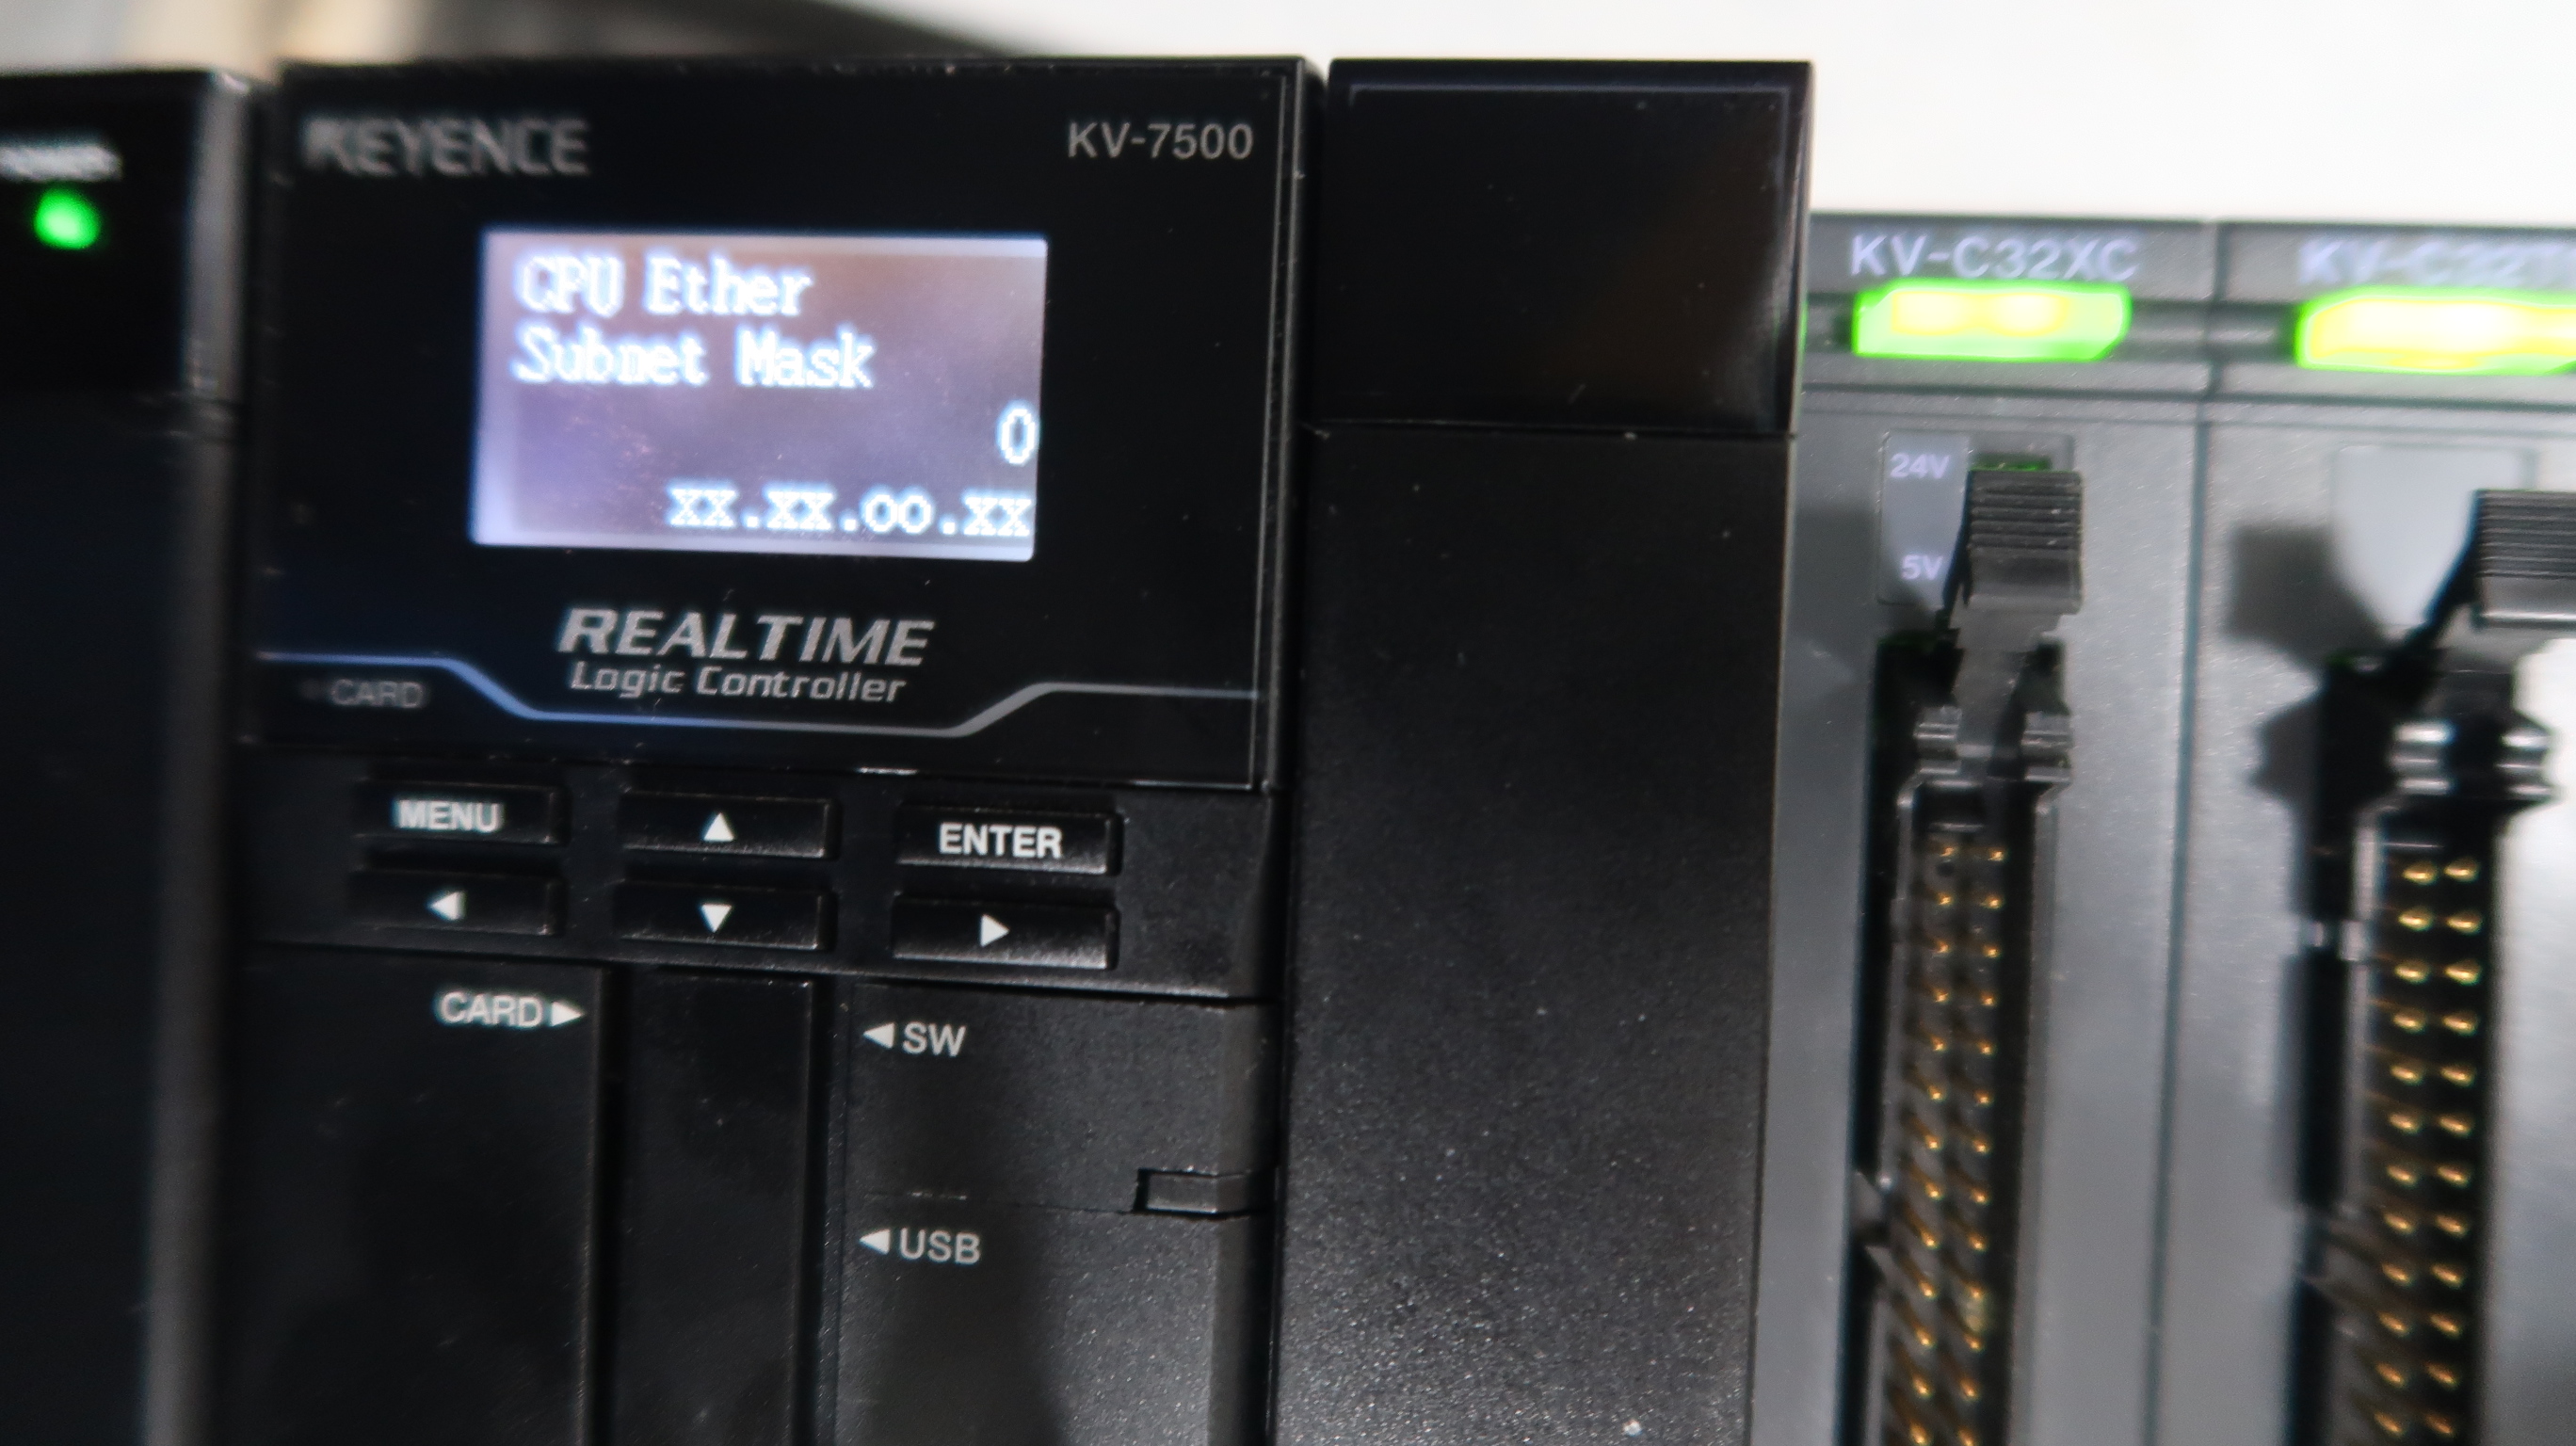 KEYENCE
KV-7500
CPU Ether
Subnet Mask
0
xx.xx.00.xx
REALTIME
Logic Controller
CARD
MENU
▲
ENTER
◀
▼
▶
CARD▶
◀SW
◀USB
KV-C32XC
24V
5V